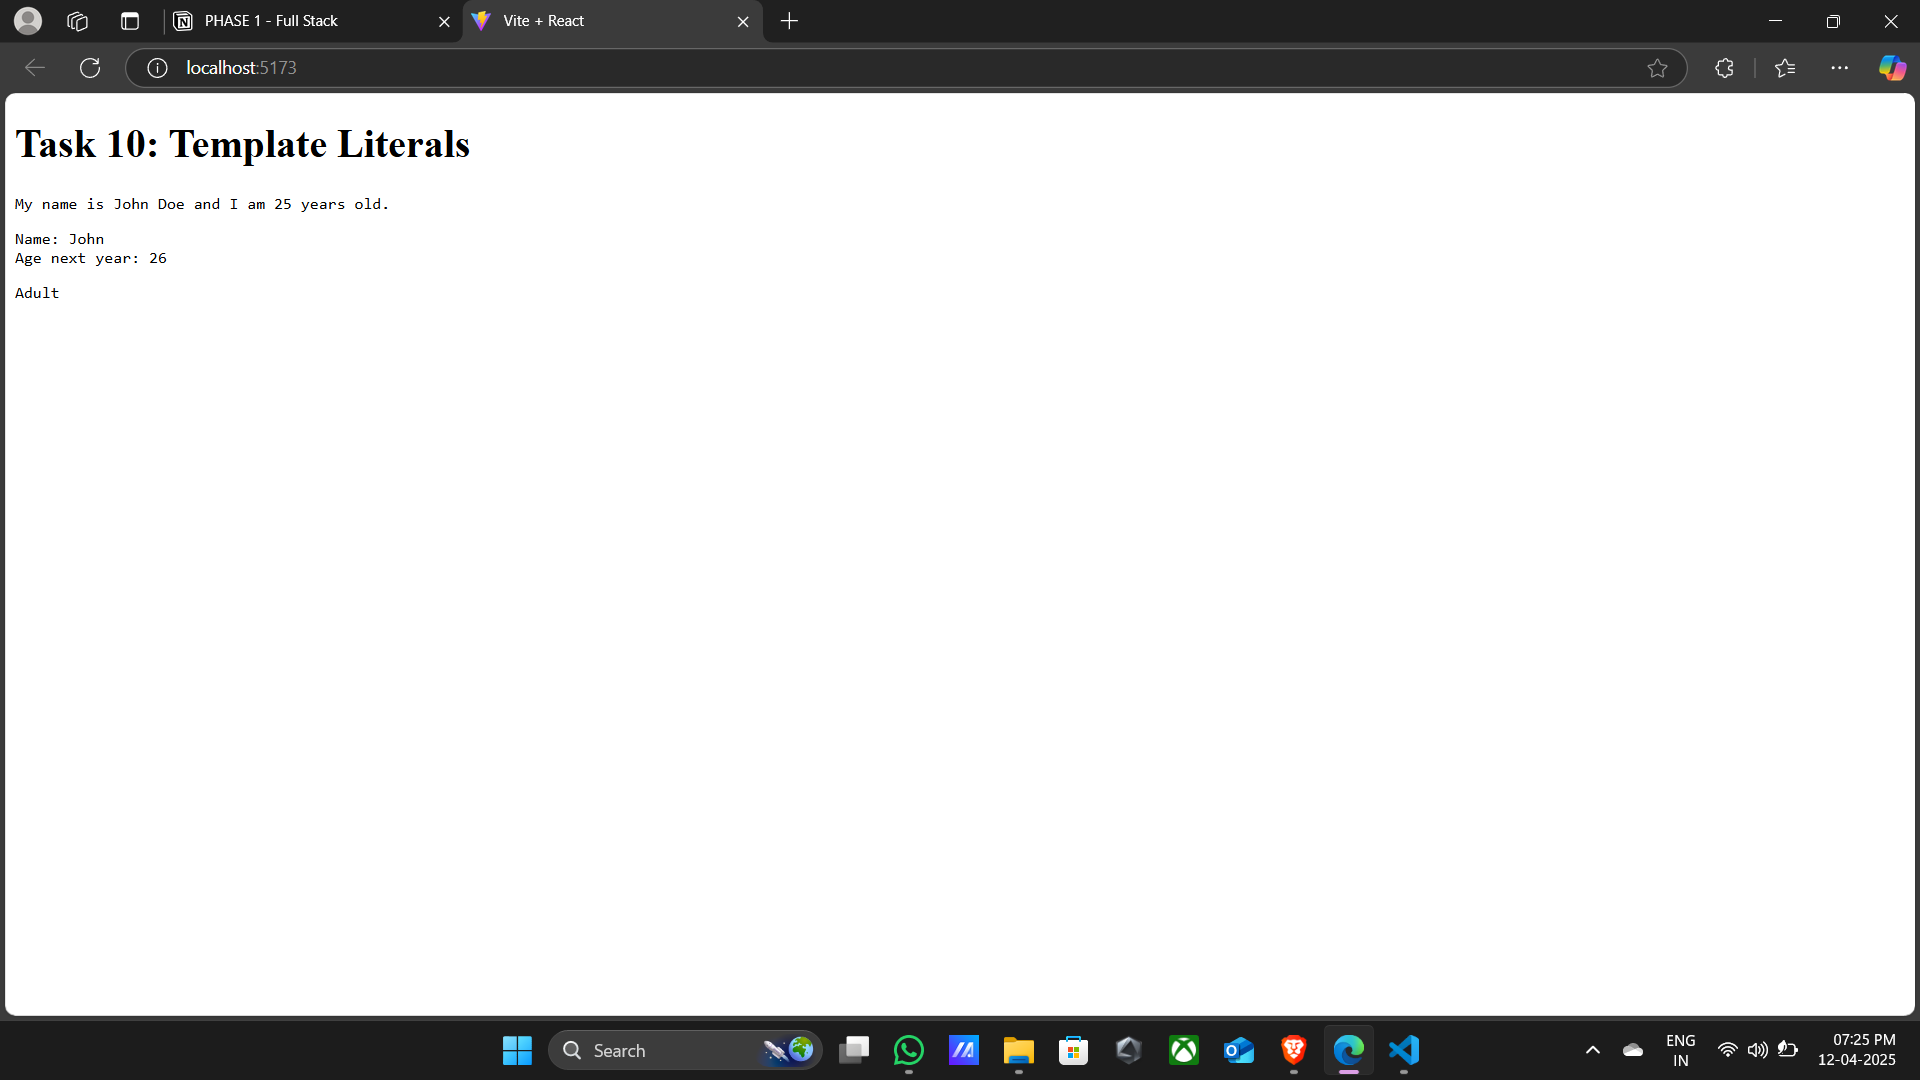 PHASE 1 - Full Stack
Vite + React
localhost:5173
Task 10: Template Literals
My name is John Doe and I am 25 years old.
Name: John
Age next year: 26
Adult
Search
ENG
IN
07:25 PM
12-04-2025